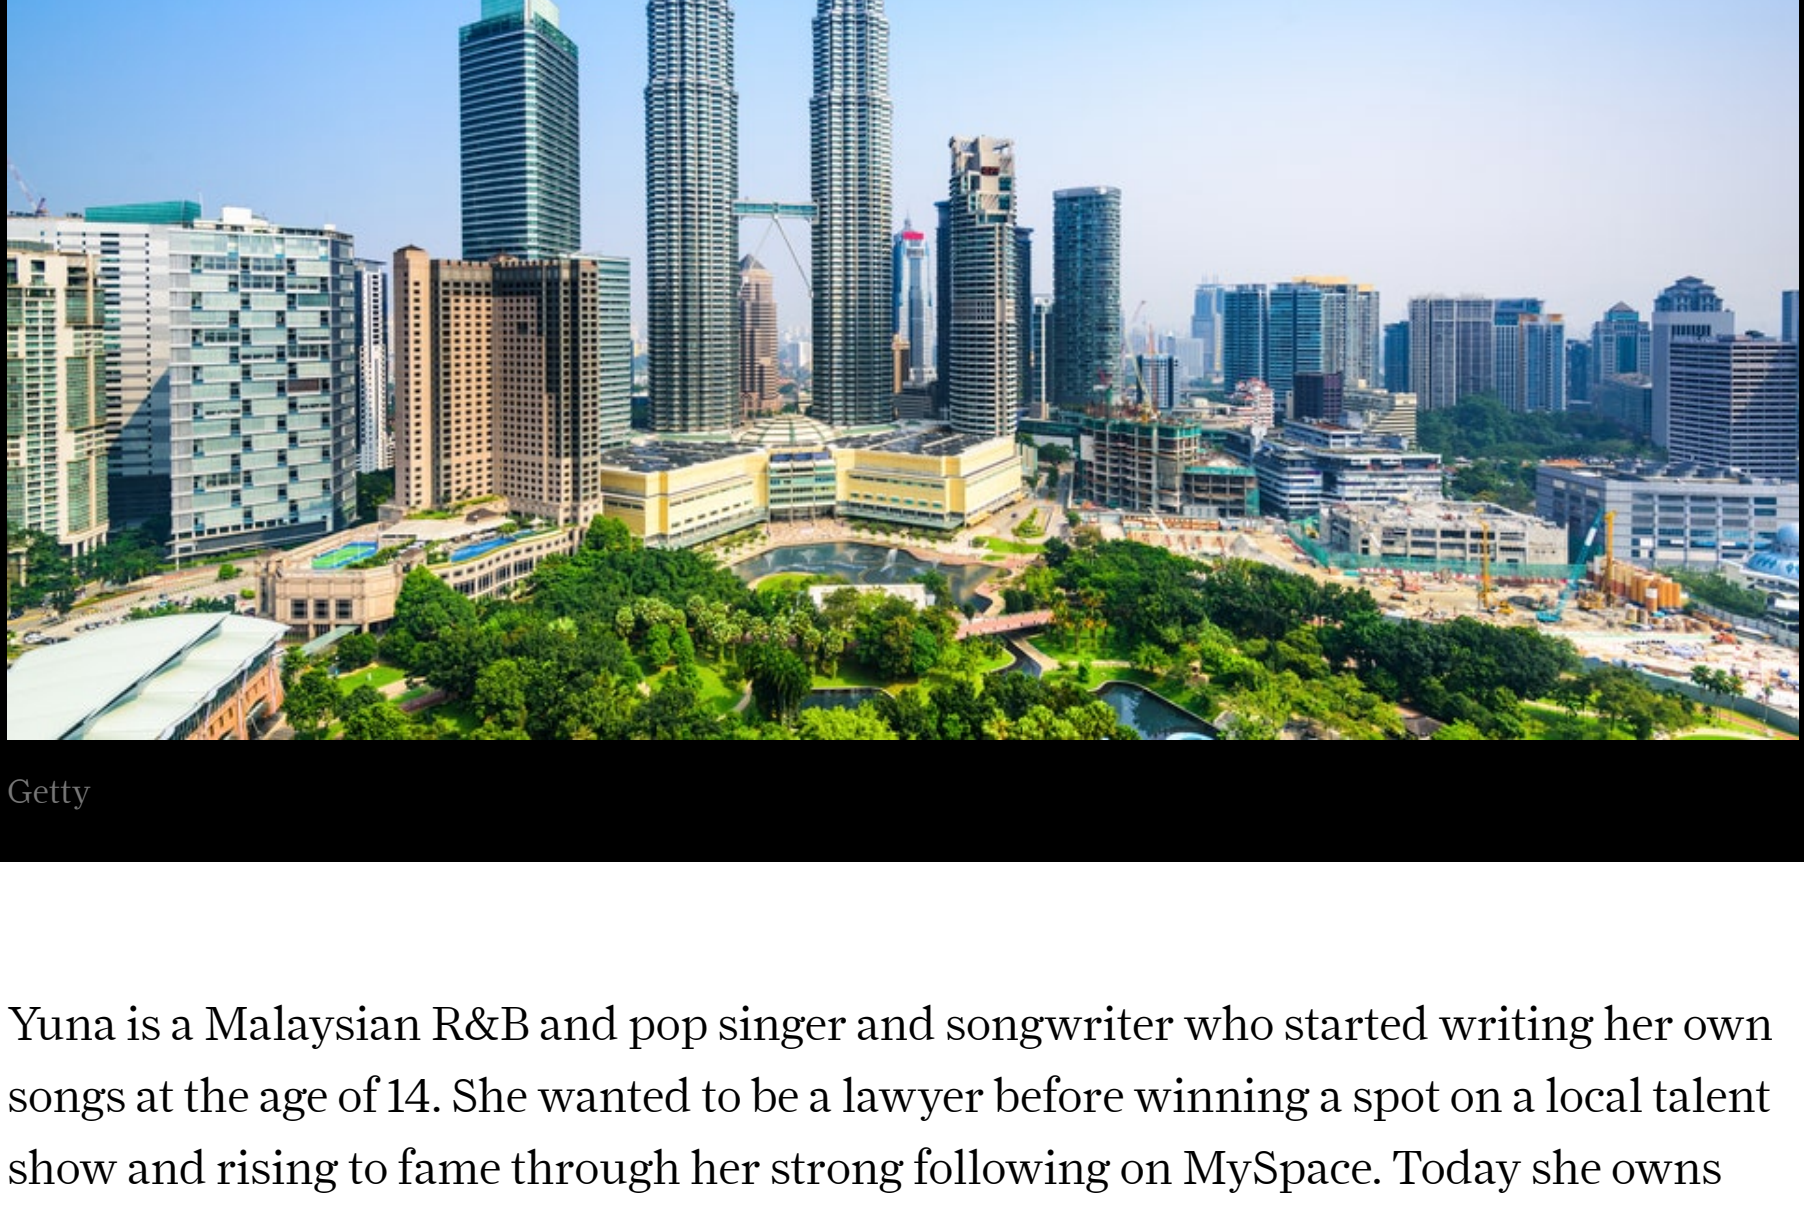 Getty
Yuna is a Malaysian R&B and pop singer and songwriter who started writing her own
songs at the age of 14. She wanted to be a lawyer before winning a spot on a local talent
show and rising to fame through her strong following on MySpace. Today she owns